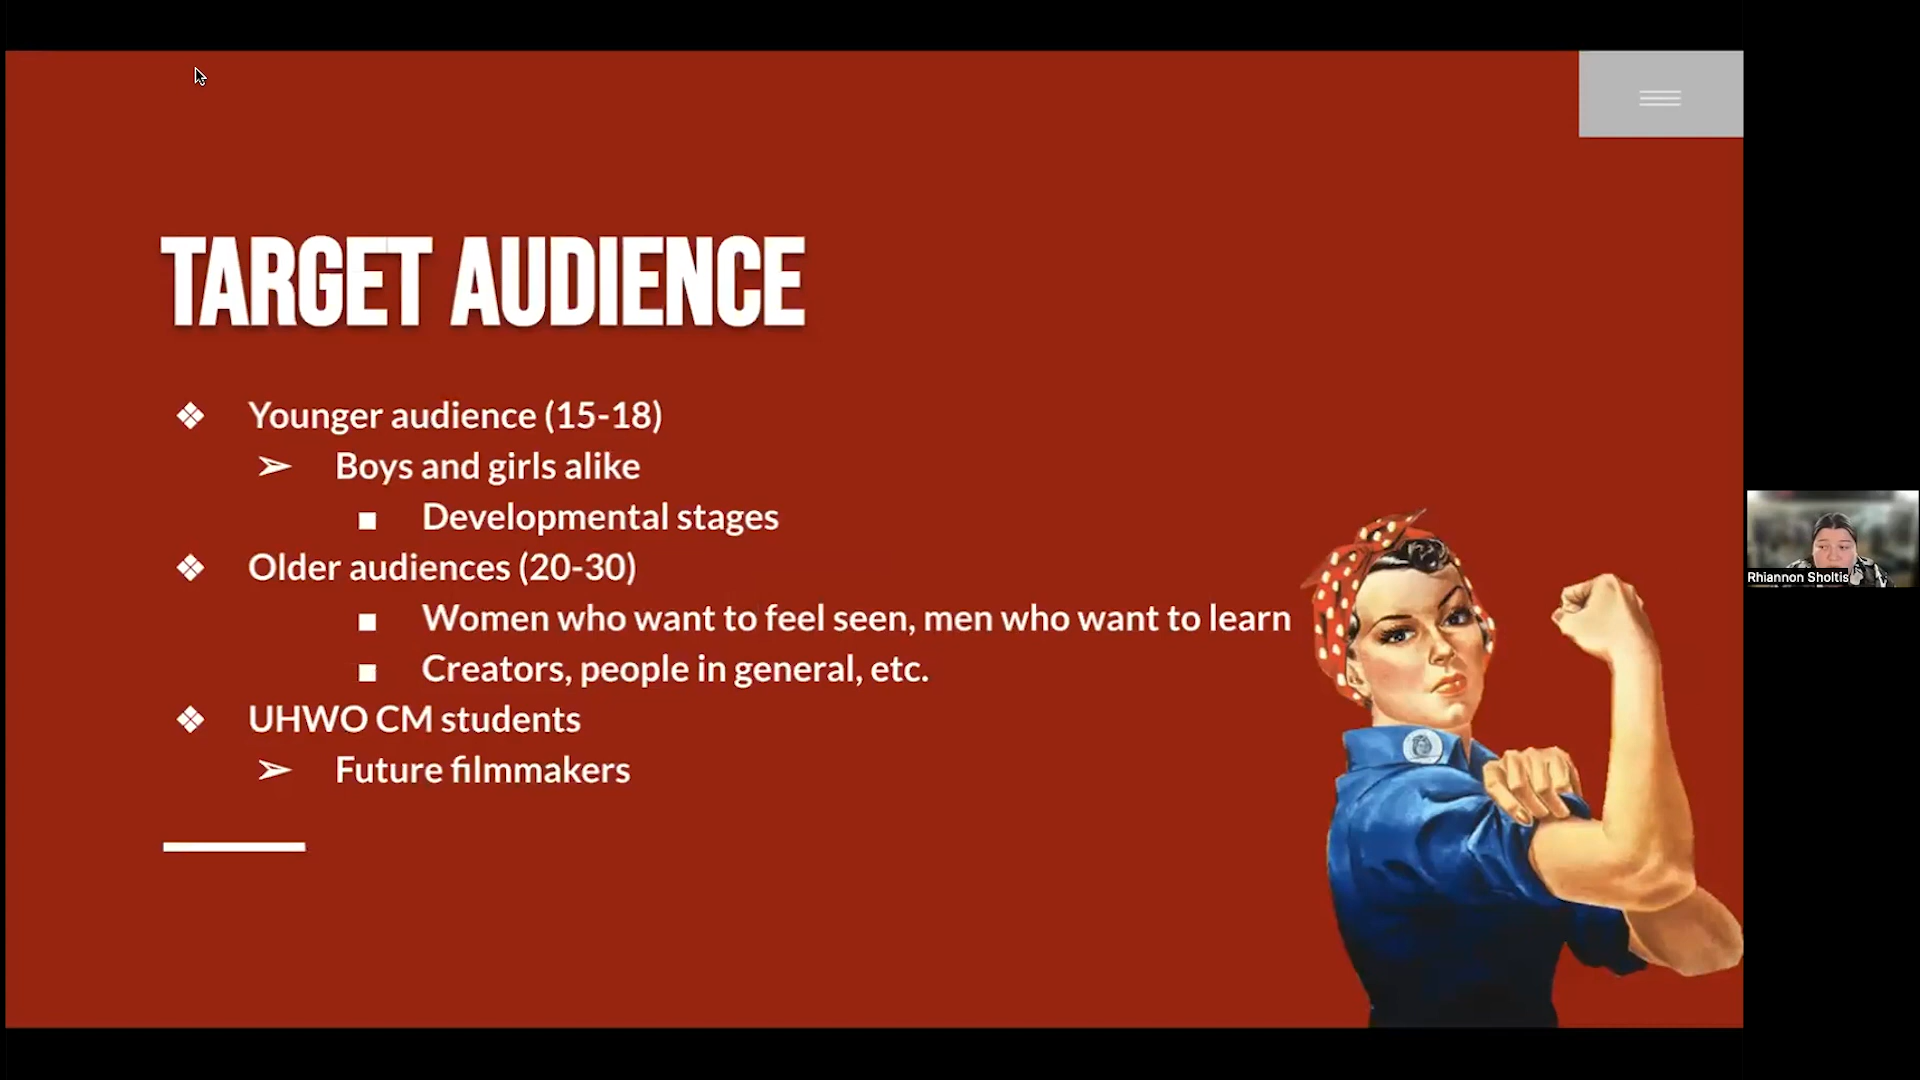 TARGET AUDIENCE
❖ Younger audience (15-18)
➢ Boys and girls alike
■ Developmental stages
❖ Older audiences (20-30)
■ Women who want to feel seen, men who want to learn
■ Creators, people in general, etc.
❖ UHWO CM students
➢ Future filmmakers
Rhiannon Sholtis